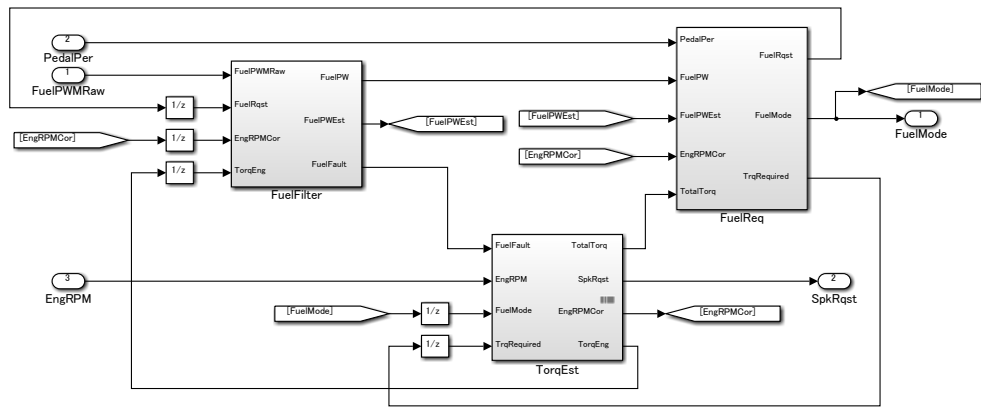 2
PedalPer
1
FuelPWMRaw
1/z
[EngRPMCor]
1/z
1/z
FuelPWMRaw
FuelRqst
EngRPMCor
TorqEng
FuelPW
FuelPWEst
FuelFault
FuelFilter
[FuelPWEst]
[FuelPWEst]
[EngRPMCor]
PedalPer
FuelPW
FuelPWEst
EngRPMCor
TotalTorq
FuelRqst
FuelMode
TrqRequired
FuelReq
[FuelMode]
1
FuelMode
3
EngRPM
[FuelMode]
1/z
1/z
FuelFault
EngRPM
FuelMode
TrqRequired
TotalTorq
SpkRqst
EngRPMCor
TorqEng
TorqEst
[EngRPMCor]
2
SpkRqst